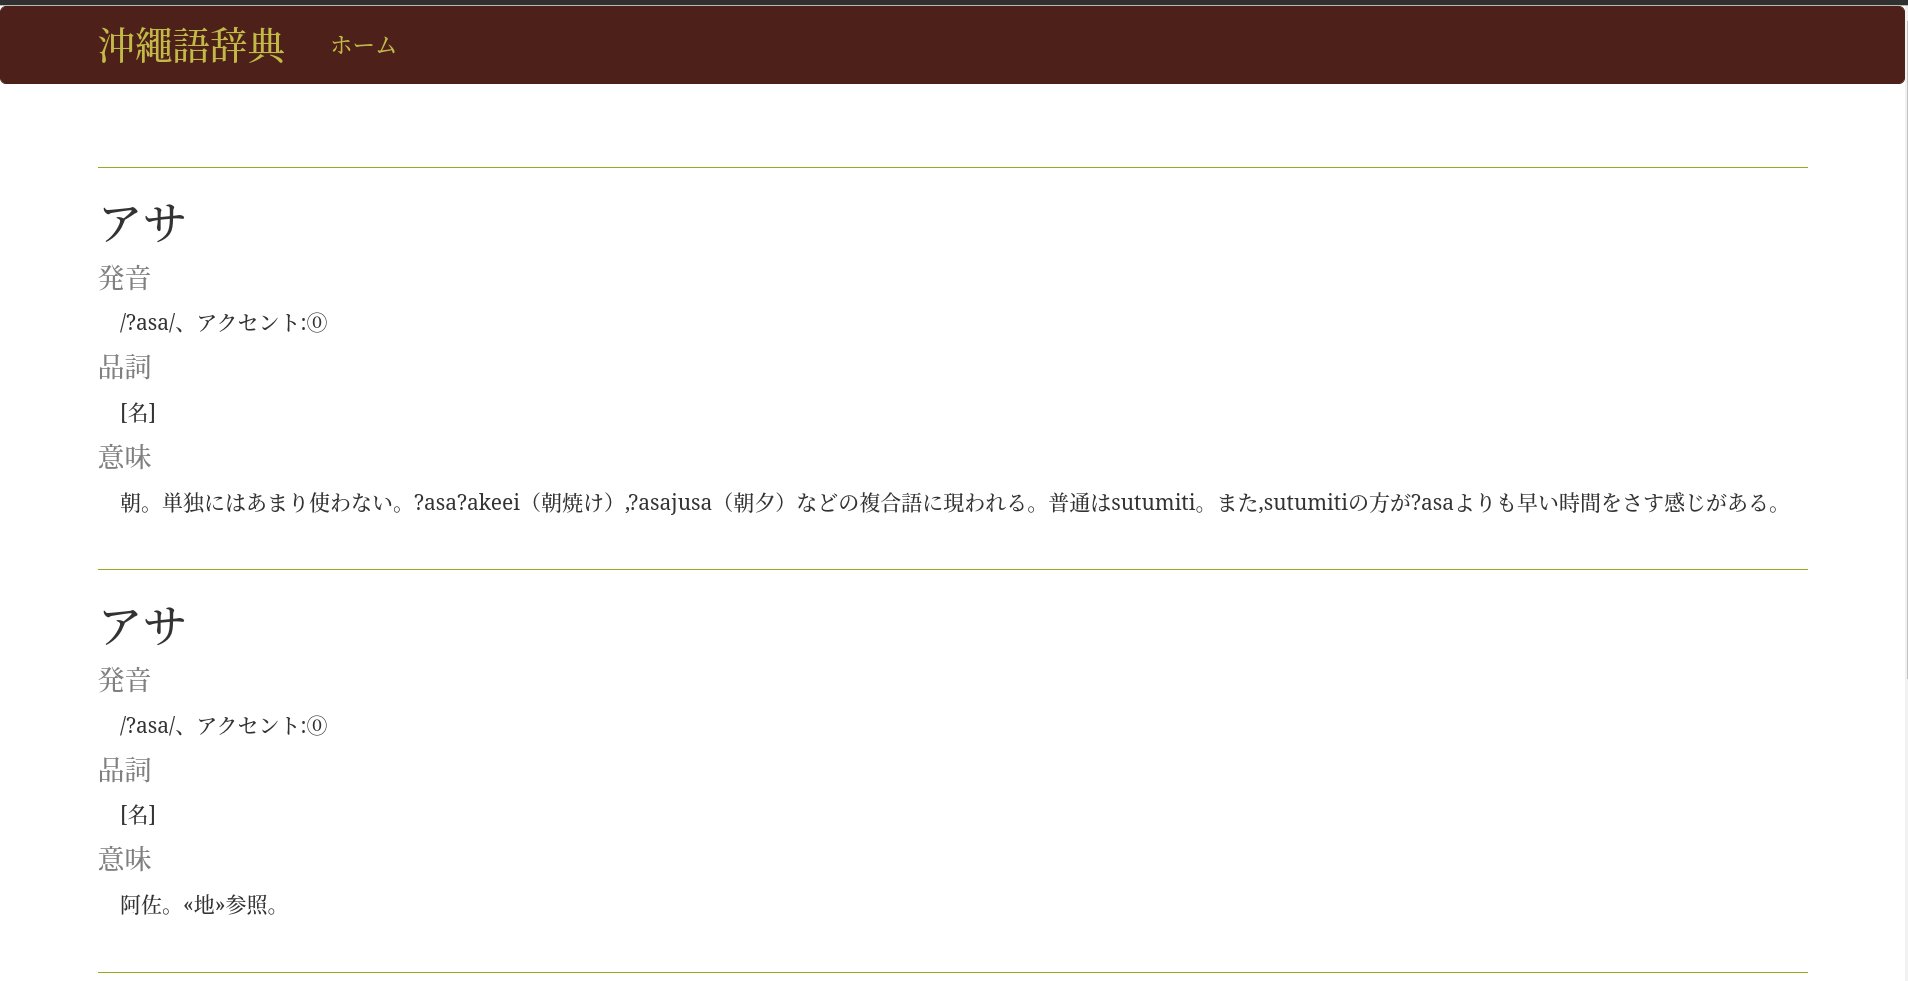 沖縄語辞典 ホーム
アサ
発音
/?asa/、アクセント:⓪
品詞
[名]
意味
朝。単独にはあまり使わない。?asa?akeei（朝焼け）,?asajusa（朝夕）などの複合語に現われる。普通はsutumiti。また,sutumitiの方が?asaよりも早い時間をさす感じがある。
アサ
発音
/?asa/、アクセント:⓪
品詞
[名]
意味
阿佐。«地»参照。